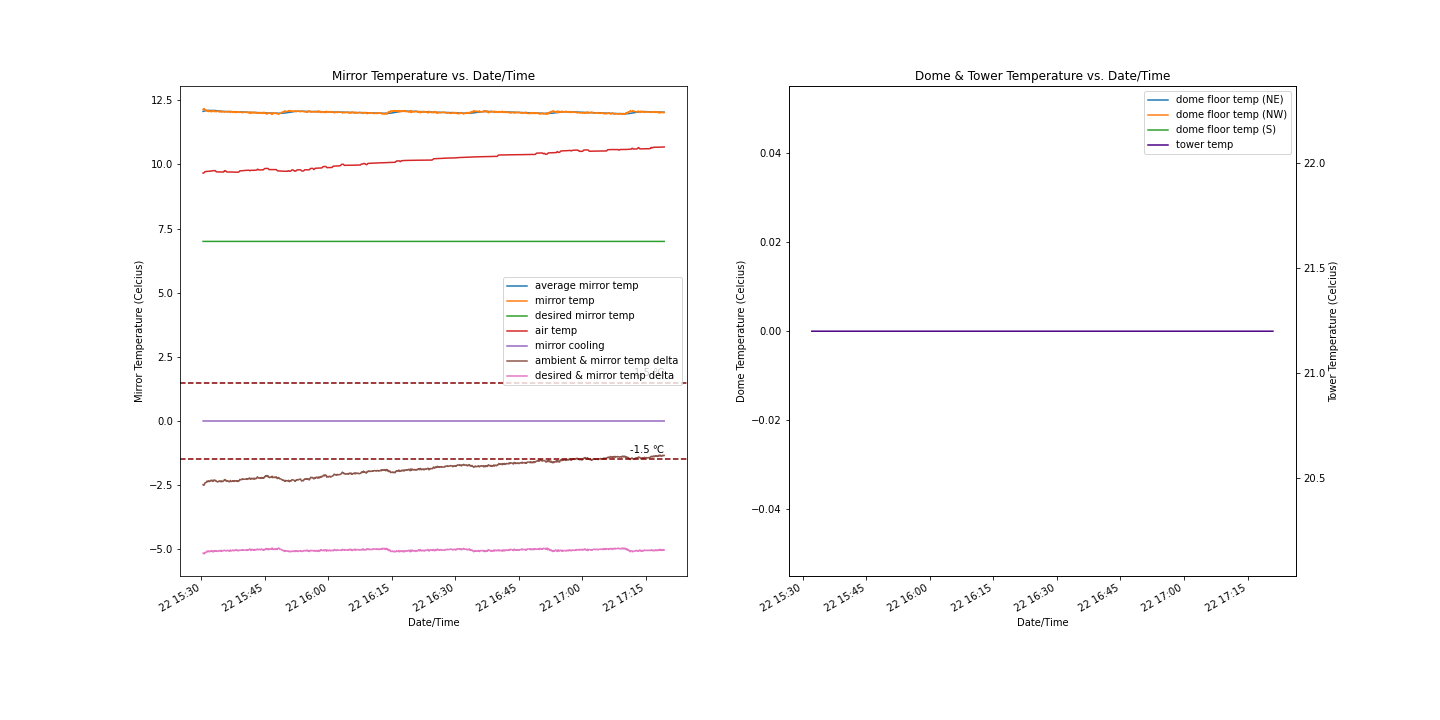 Mirror Temperature vs. Date/Time
12.5
10.0
7.5
5.0
2.5
0.0
−2.5
−5.0
Mirror Temperature (Celcius)
average mirror temp
mirror temp
desired mirror temp
air temp
mirror cooling
ambient & mirror temp delta
desired & mirror temp delta
-1.5 °C
22 15:30
22 15:45
22 16:00
22 16:15
22 16:30
22 16:45
22 17:00
22 17:15
Date/Time
Dome & Tower Temperature vs. Date/Time
0.04
0.02
0.00
−0.02
−0.04
Dome Temperature (Celcius)
dome floor temp (NE)
dome floor temp (NW)
dome floor temp (S)
tower temp
22.0
21.5
21.0
20.5
Tower Temperature (Celcius)
22 15:30
22 15:45
22 16:00
22 16:15
22 16:30
22 16:45
22 17:00
22 17:15
Date/Time